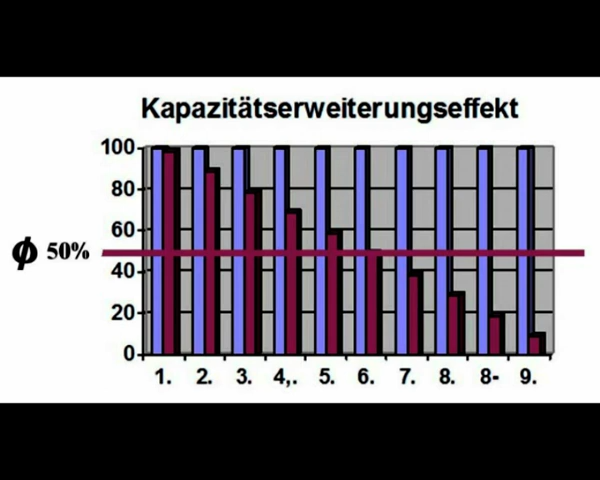 Kapazitätserweiterungseffekt
100
80
60
ϕ 50%
40
20
0
1. 2. 3. 4,. 5. 6. 7. 8. 8- 9.